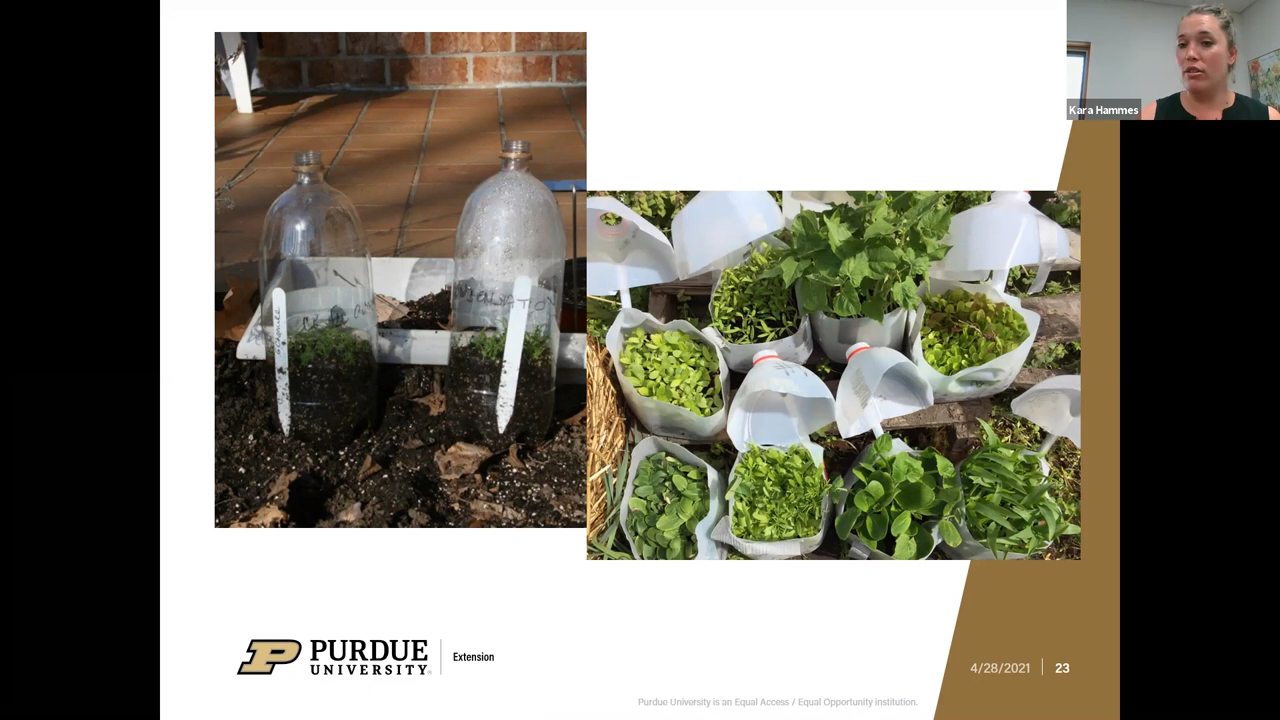 Kara Hammes
PURDUE
UNIVERSITY®
Extension
4/28/2021
23
Purdue University is an Equal Access / Equal Opportunity institution.